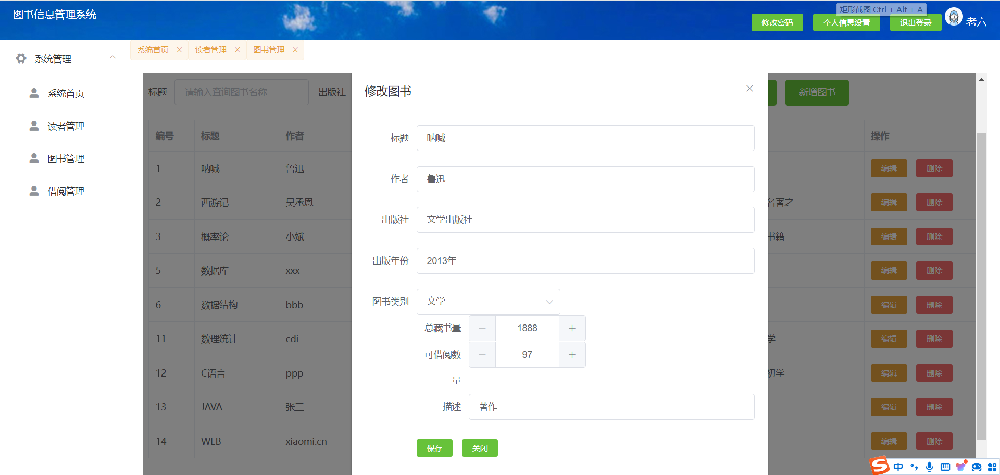 图书信息管理系统
矩形截图 Ctrl + Alt + A
修改密码 个人信息设置 退出登录 老六
系统管理
系统首页
读者管理
图书管理
借阅管理
系统首页 × 读者管理 × 图书管理 ×
标题 请输入查询图书名称 出版社 新增图书
编号 标题 作者 操作
1 呐喊 鲁迅 编辑 删除
2 西游记 吴承恩 名著之一 编辑 删除
3 概率论 小斌 书籍 编辑 删除
5 数据库 xxx 编辑 删除
6 数据结构 bbb 编辑 删除
11 数理统计 cdi 学 编辑 删除
12 C语言 ppp 初学 编辑 删除
13 JAVA 张三 编辑 删除
14 WEB xiaomi.cn 编辑 删除
修改图书
标题 呐喊
作者 鲁迅
出版社 文学出版社
出版年份 2013年
图书类别 文学
总藏书量 − 1888 +
可借阅数 − 97 +
量
描述 著作
保存 关闭
S 中